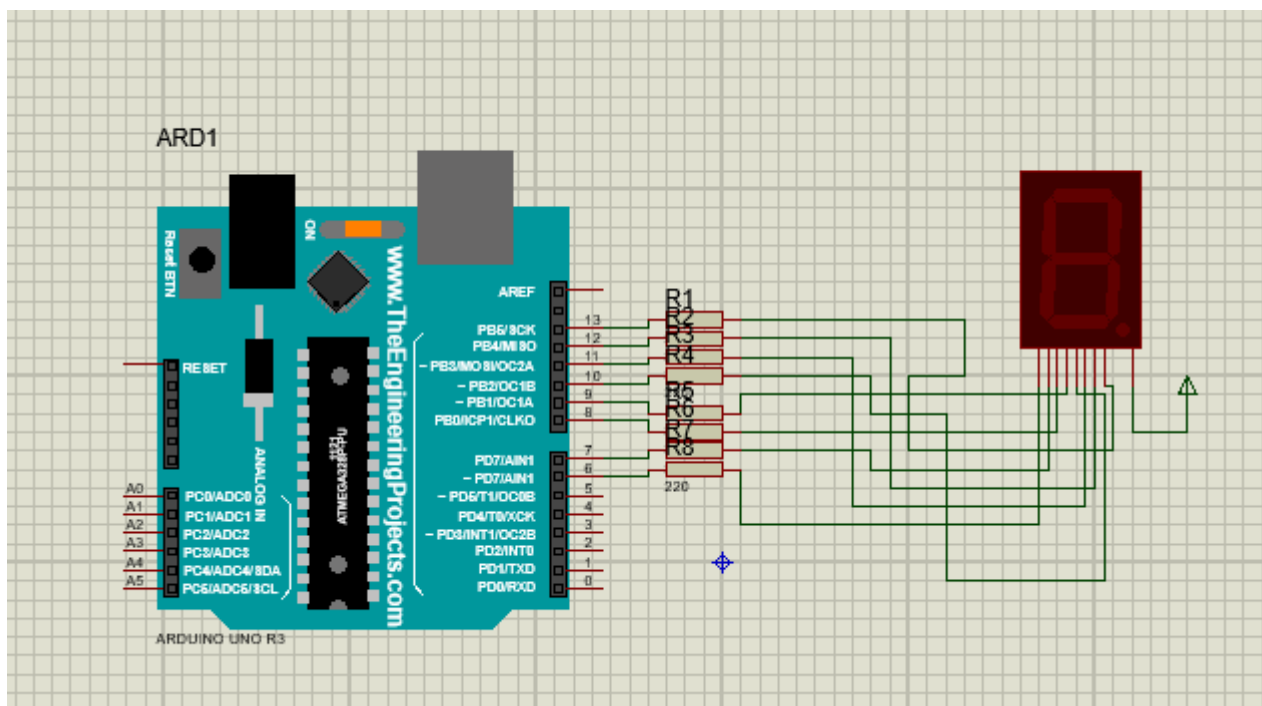 ARD1
ON
Reset BTN
www.TheEngineeringProjects.com
AREF
RESET
PB5/SCK 13
PB4/MISO 12
~PB3/MOSI/OC2A 11
~PB2/OC1B 10
~PB1/OC1A 9
PB0/ICP1/CLKO 8
PD7/AIN1 7
~PD7/AIN1 6
~PD5/T1/OC0B 5
PD4/T0/XCK 4
~PD3/INT1/OC2B 3
PD2/INT0 2
PD1/TXD 1
PD0/RXD 0
ANALOG IN
1121
ATMEGA328P-PU
A0 PC0/ADC0
A1 PC1/ADC1
A2 PC2/ADC2
A3 PC3/ADC3
A4 PC4/ADC4/SDA
A5 PC5/ADC5/SCL
ARDUINO UNO R3
R1
R2
R3
R4
R5
R6
R7
R8
220